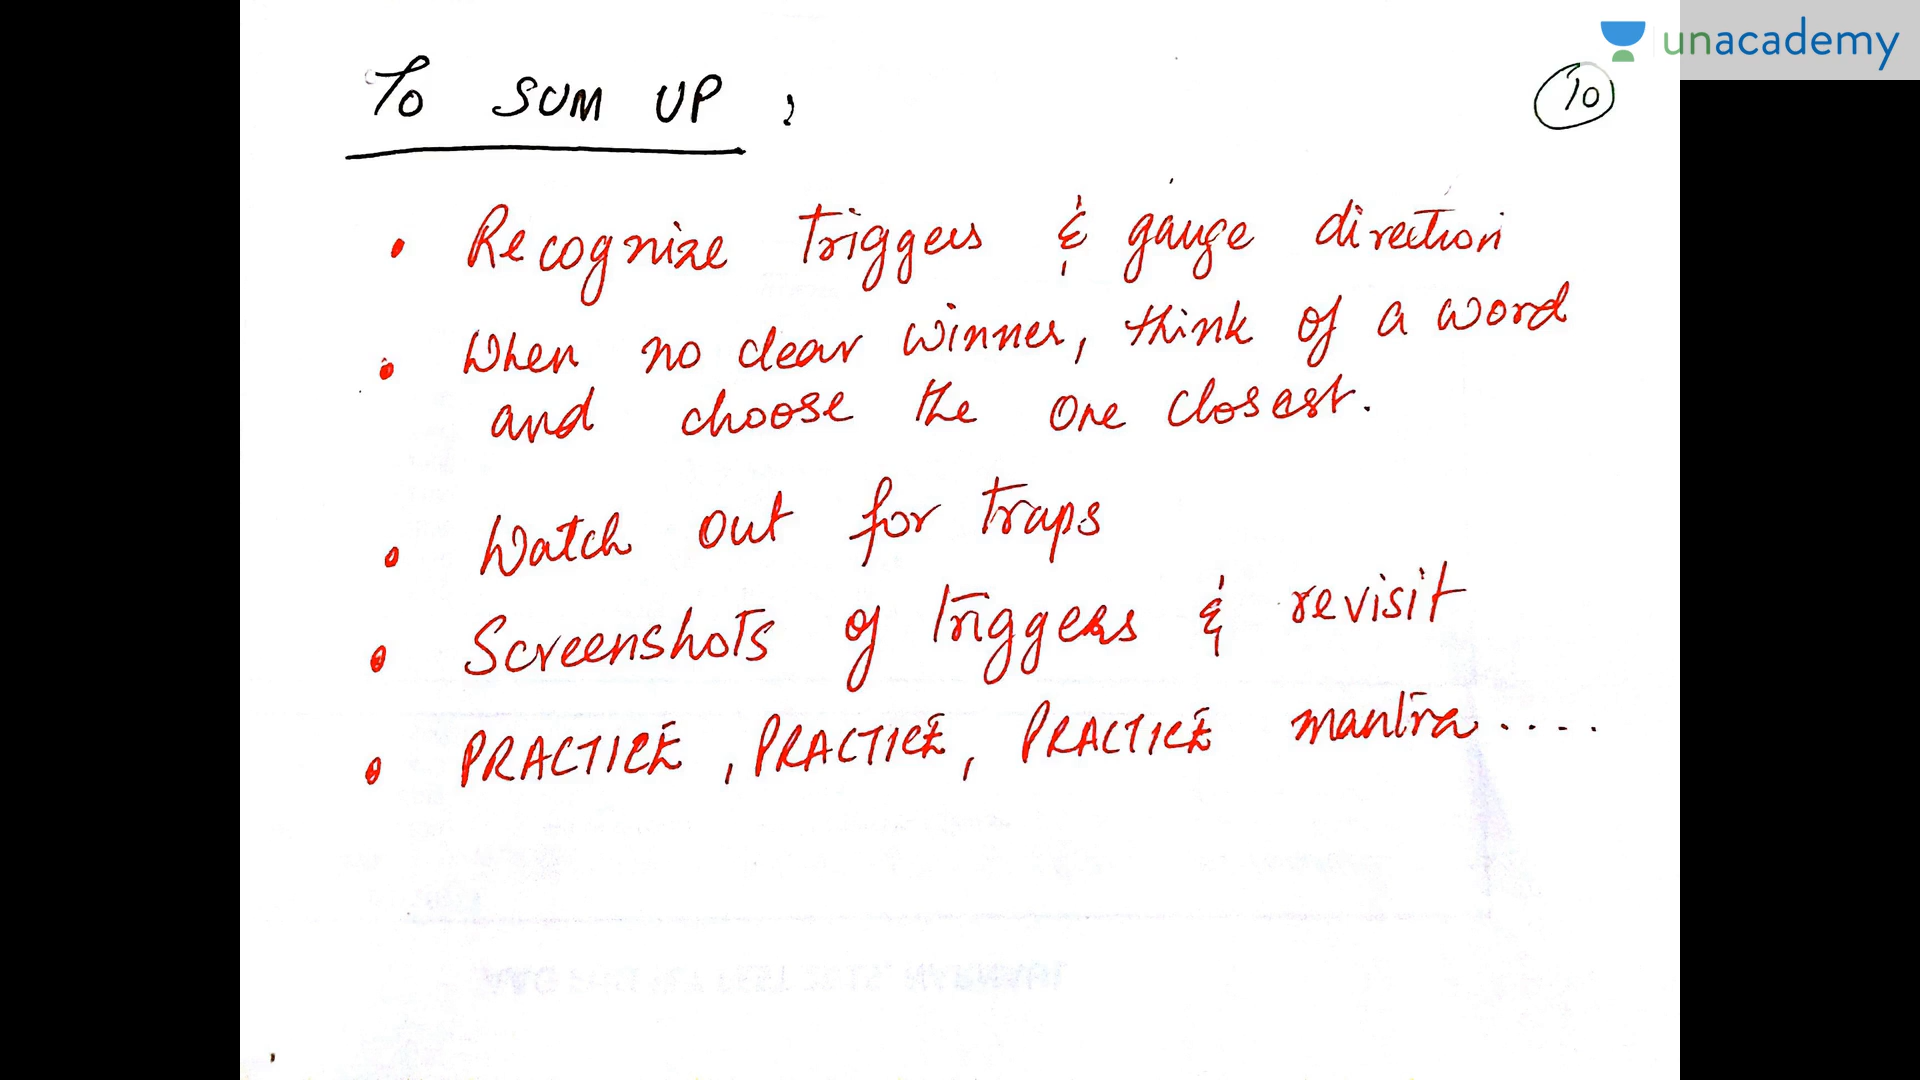 unacademy
To SUM UP :
10
• Recognize triggers & gauge direction
• When no clear winner, think of a word
and choose the one closest.
• Watch out for traps
• Screenshots of triggers & revisit
• PRACTICE, PRACTICE, PRACTICE mantra.....